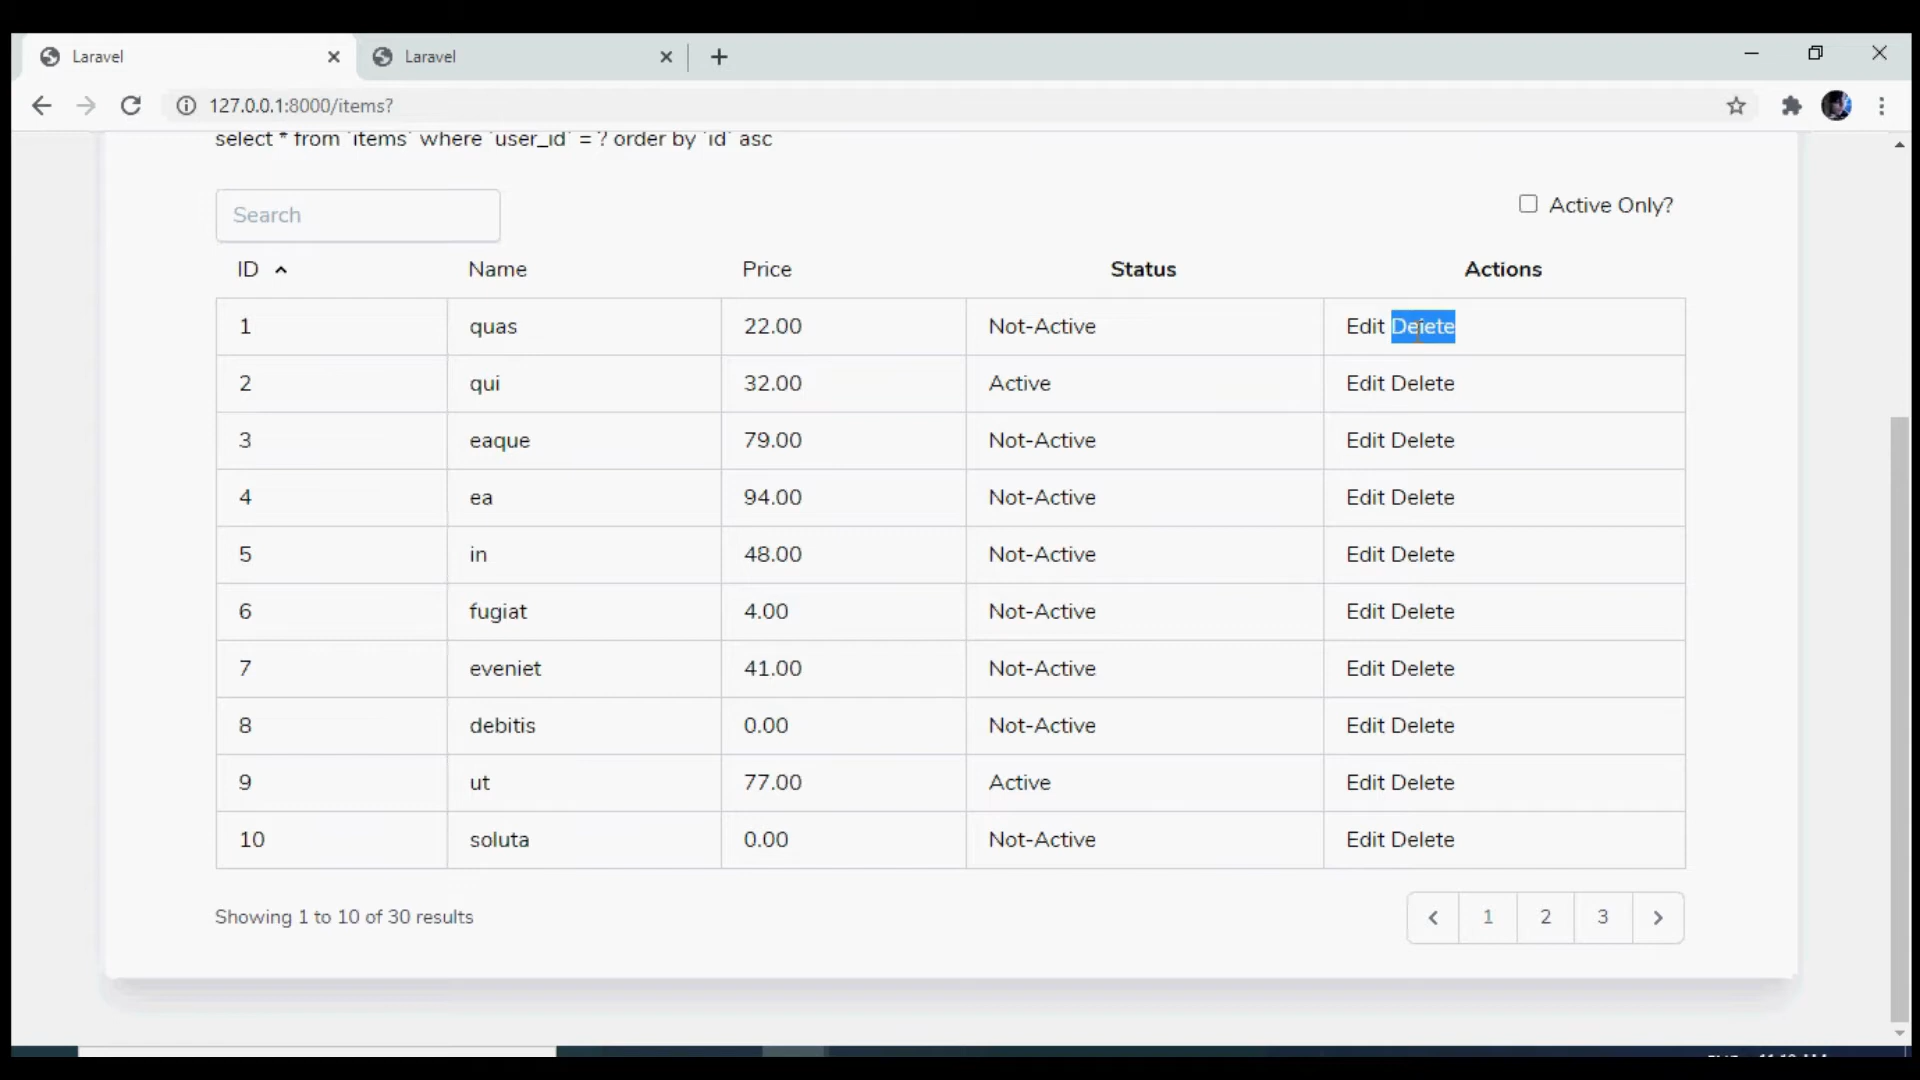 Laravel Laravel
127.0.0.1:8000/items?
select * from `items` where `user_id` = ? order by `id` asc
Search
Active Only?
ID Name Price Status Actions
1 quas 22.00 Not-Active Edit Delete
2 qui 32.00 Active Edit Delete
3 eaque 79.00 Not-Active Edit Delete
4 ea 94.00 Not-Active Edit Delete
5 in 48.00 Not-Active Edit Delete
6 fugiat 4.00 Not-Active Edit Delete
7 eveniet 41.00 Not-Active Edit Delete
8 debitis 0.00 Not-Active Edit Delete
9 ut 77.00 Active Edit Delete
10 soluta 0.00 Not-Active Edit Delete
Showing 1 to 10 of 30 results
1 2 3